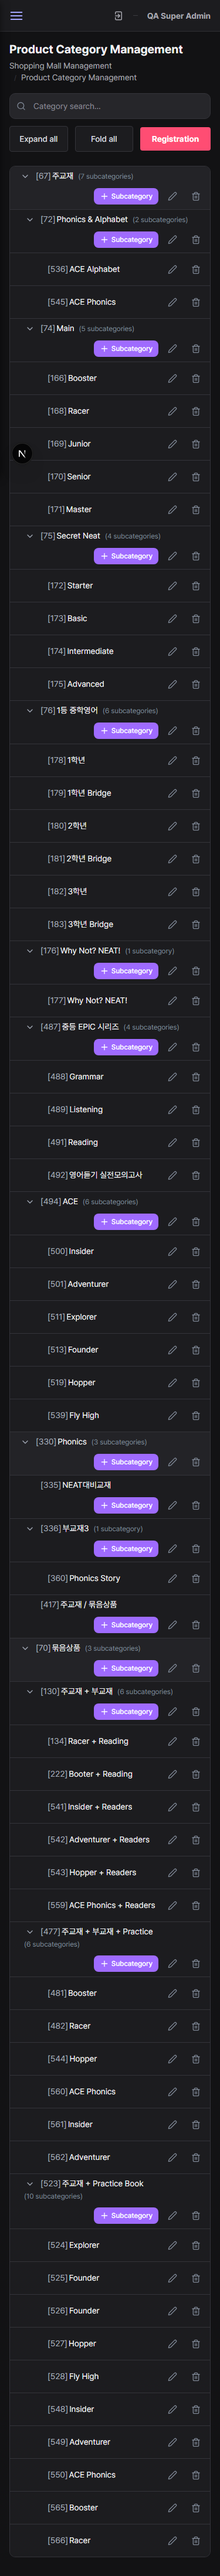 QA Super Admin
Product Category Management
Shopping Mall Management
/ Product Category Management
Category search...
Expand all
Fold all
Registration
[67] 주교재 (7 subcategories)
+ Subcategory
[72] Phonics & Alphabet (2 subcategories)
+ Subcategory
[536] ACE Alphabet
[545] ACE Phonics
[74] Main (5 subcategories)
+ Subcategory
[166] Booster
[168] Racer
[169] Junior
N
[170] Senior
[171] Master
[75] Secret Neat (4 subcategories)
+ Subcategory
[172] Starter
[173] Basic
[174] Intermediate
[175] Advanced
[76] 1등 중학영어 (6 subcategories)
+ Subcategory
[178] 1학년
[179] 1학년 Bridge
[180] 2학년
[181] 2학년 Bridge
[182] 3학년
[183] 3학년 Bridge
[176] Why Not? NEAT! (1 subcategory)
+ Subcategory
[177] Why Not? NEAT!
[487] 중등 EPIC 시리즈 (4 subcategories)
+ Subcategory
[488] Grammar
[489] Listening
[491] Reading
[492] 영어듣기 실전모의고사
[494] ACE (6 subcategories)
+ Subcategory
[500] Insider
[501] Adventurer
[511] Explorer
[513] Founder
[519] Hopper
[539] Fly High
[330] Phonics (3 subcategories)
+ Subcategory
[335] NEAT대비교재
+ Subcategory
[336] 부교재3 (1 subcategory)
+ Subcategory
[360] Phonics Story
[417] 주교재 / 묶음상품
+ Subcategory
[70] 묶음상품 (3 subcategories)
+ Subcategory
[130] 주교재 + 부교재 (6 subcategories)
+ Subcategory
[134] Racer + Reading
[222] Booter + Reading
[541] Insider + Readers
[542] Adventurer + Readers
[543] Hopper + Readers
[559] ACE Phonics + Readers
[477] 주교재 + 부교재 + Practice
(6 subcategories)
+ Subcategory
[481] Booster
[482] Racer
[544] Hopper
[560] ACE Phonics
[561] Insider
[562] Adventurer
[523] 주교재 + Practice Book
(10 subcategories)
+ Subcategory
[524] Explorer
[525] Founder
[526] Founder
[527] Hopper
[528] Fly High
[548] Insider
[549] Adventurer
[550] ACE Phonics
[565] Booster
[566] Racer